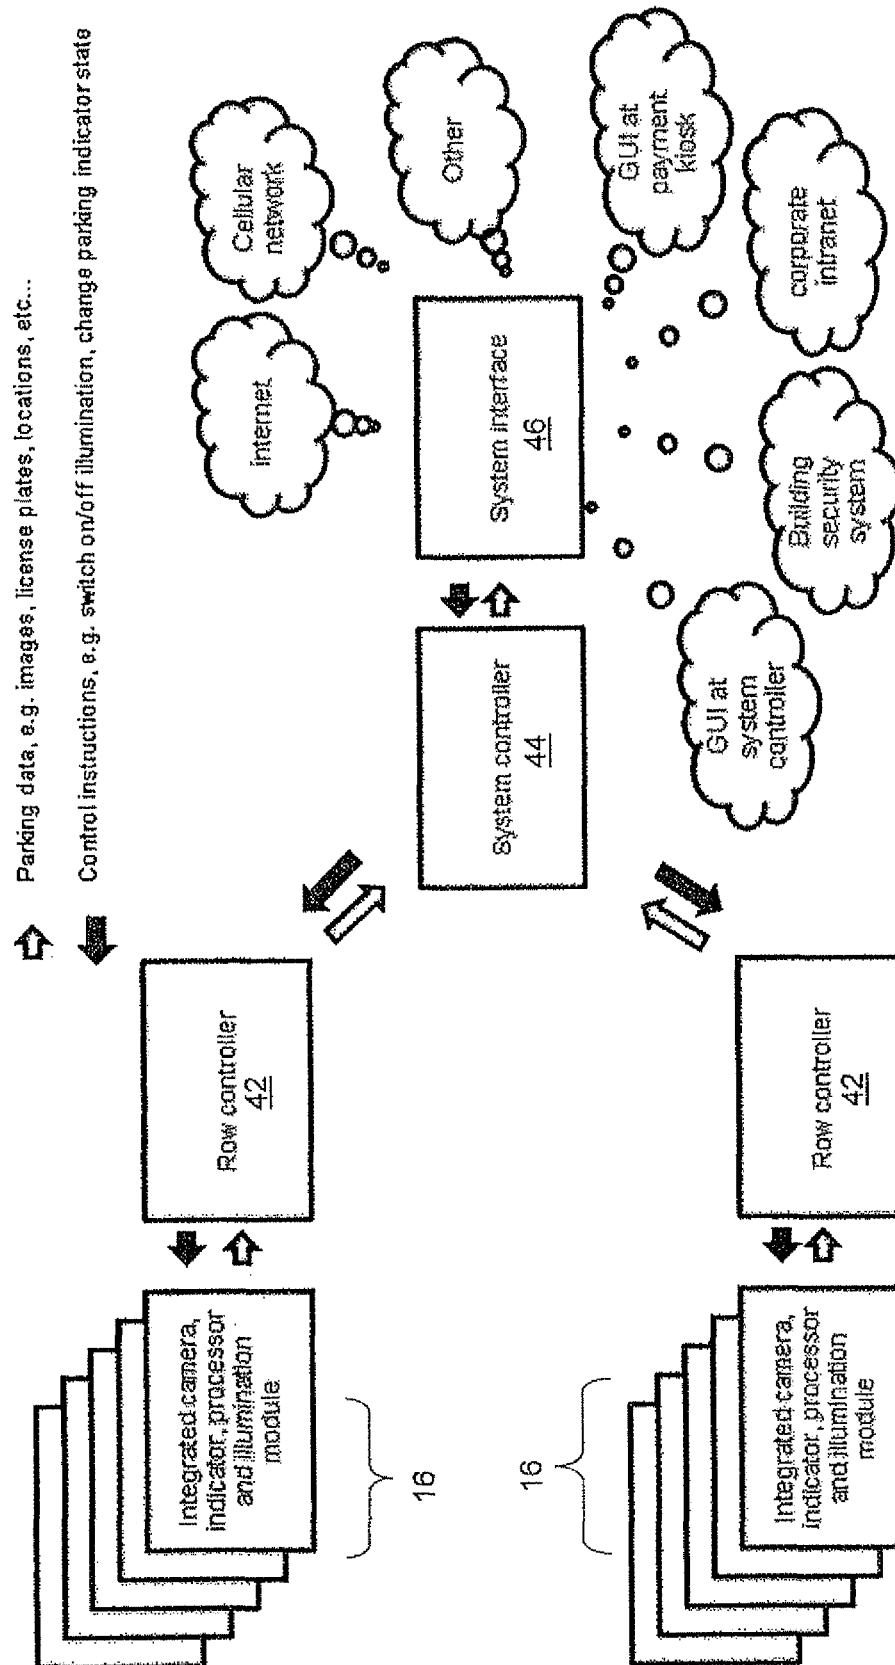 Parking data, e.g. images, license plates, locations, etc...
Control instructions, e.g. switch on/off illumination, change parking indicator state
Integrated camera,
indicator, processor
and illumination
module
16
Row controller
42
16
Integrated camera,
indicator, processor
and illumination
module
Row controller
42
System controller
44
System interface
46
internet
Cellular
network
Other
GUI at
payment
kiosk
corporate
intranet
Building
security
system
GUI at
system
controller